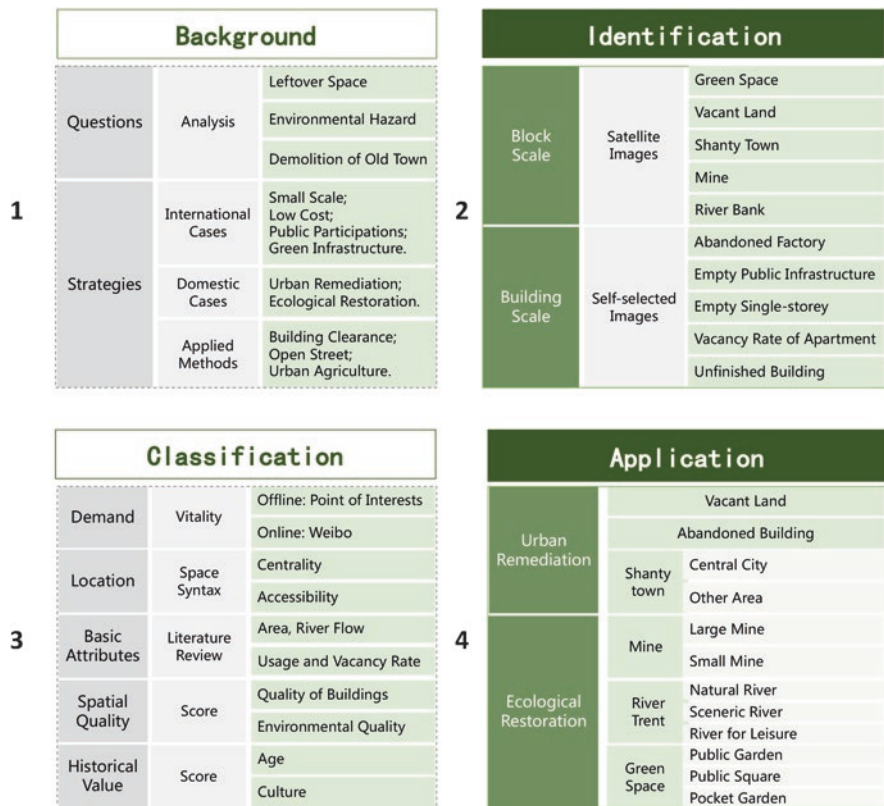 Background
Questions
Analysis
Leftover Space
Environmental Hazard
Demolition of Old Town
1
Strategies
International
Cases
Small Scale;
Low Cost;
Public Participations;
Green Infrastructure.
Domestic
Cases
Urban Remediation;
Ecological Restoration.
Applied
Methods
Building Clearance;
Open Street;
Urban Agriculture.
Identification
2
Block
Scale
Satellite
Images
Green Space
Vacant Land
Shanty Town
Mine
River Bank
Building
Scale
Self-selected
Images
Abandoned Factory
Empty Public Infrastructure
Empty Single-storey
Vacancy Rate of Apartment
Unfinished Building
Classification
3
Demand
Vitality
Offline: Point of Interests
Online: Weibo
Location
Space
Syntax
Centrality
Accessibility
Basic
Attributes
Literature
Review
Area, River Flow
Usage and Vacancy Rate
Spatial
Quality
Score
Quality of Buildings
Environmental Quality
Historical
Value
Score
Age
Culture
Application
4
Urban
Remediation
Vacant Land
Abandoned Building
Shanty
town
Central City
Other Area
Ecological
Restoration
Mine
Large Mine
Small Mine
River
Trent
Natural River
Sceneric River
River for Leisure
Green
Space
Public Garden
Public Square
Pocket Garden